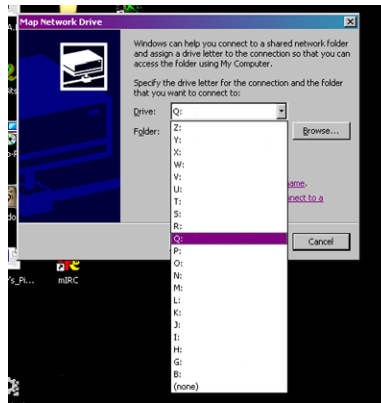 Map Network Drive
Windows can help you connect to a shared network folder
and assign a drive letter to the connection so that you can
access the folder using My Computer.
Specify the drive letter for the connection and the folder
that you want to connect to:
Drive: Q:
Folder:
Browse...
Z:
Y:
X:
W:
V:
U:
T:
S:
R:
Q:
P:
O:
N:
M:
L:
K:
J:
I:
H:
G:
B:
(none)
nnect to a
Cancel
mIRC